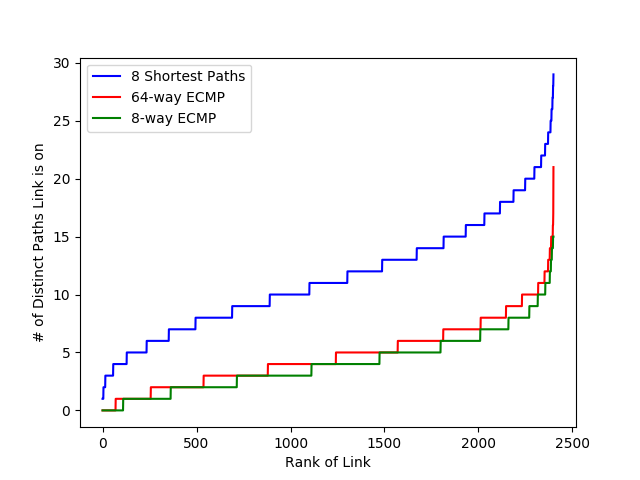 30
25
20
15
10
5
0
# of Distinct Paths Link is on
8 Shortest Paths
64-way ECMP
8-way ECMP
0 500 1000 1500 2000 2500
Rank of Link